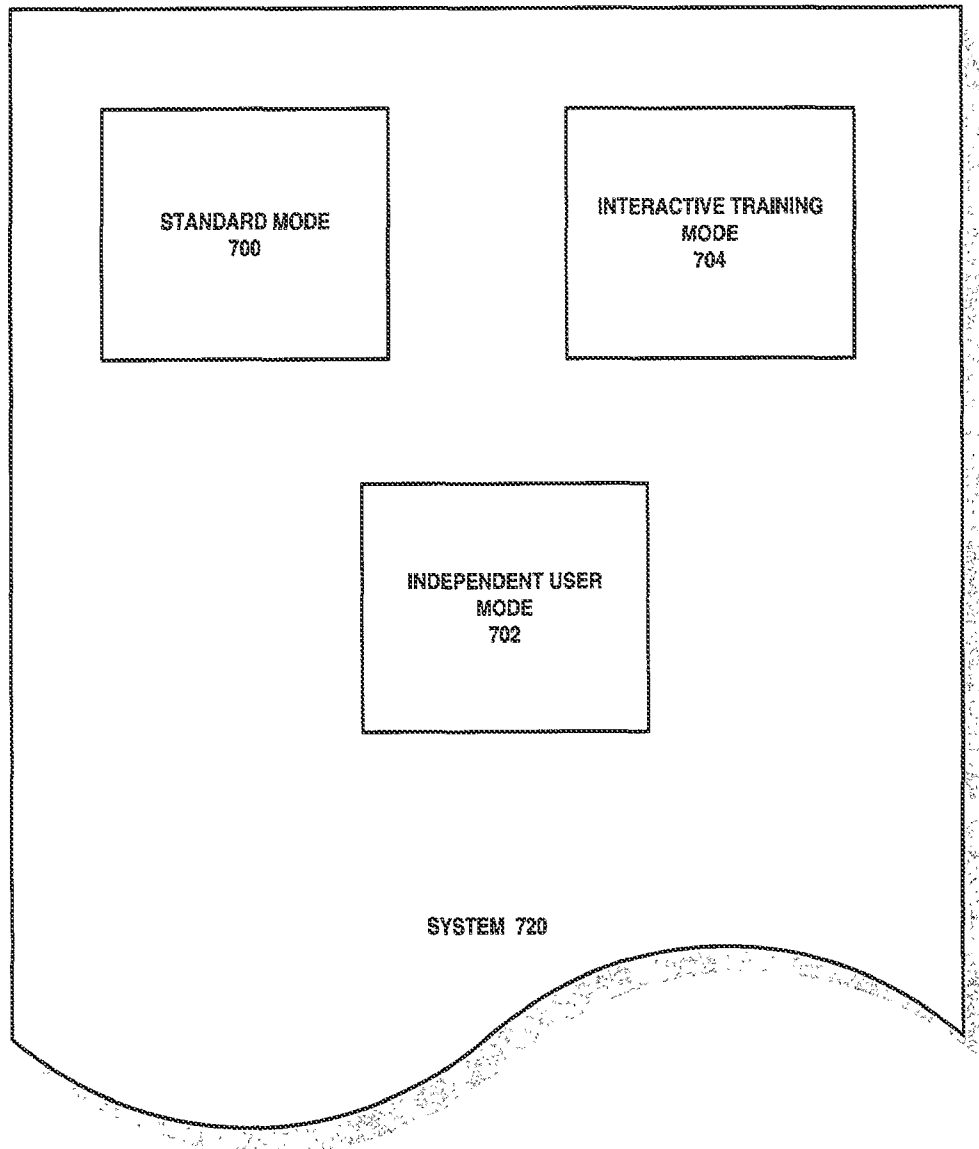 STANDARD MODE
700
INTERACTIVE TRAINING
MODE
704
INDEPENDENT USER
MODE
702
SYSTEM 720